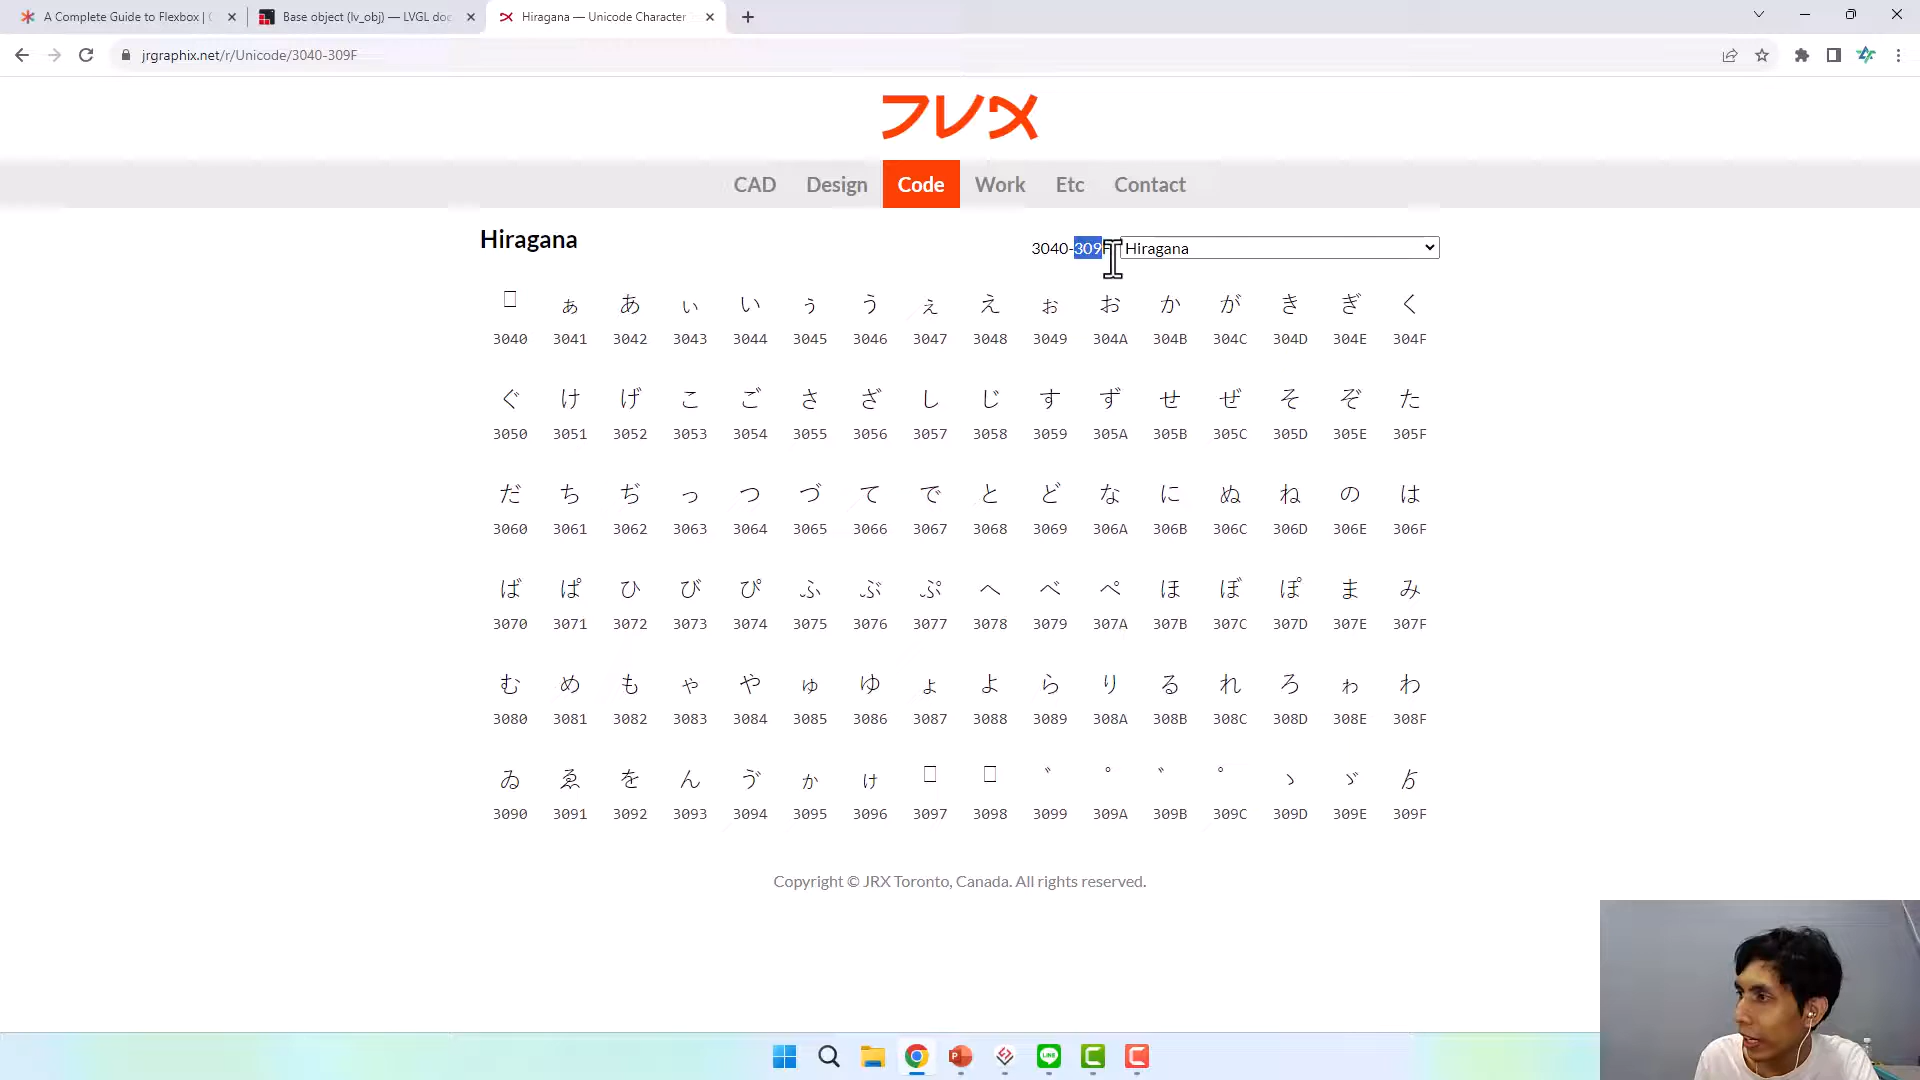 A Complete Guide to Flexbox |
Base object (lv_obj) — LVGL doc
Hiragana — Unicode Character
jrgraphix.net/r/Unicode/3040-309F
CAD Design Code Work Etc Contact
Hiragana
3040-309F Hiragana
ぁ あ ぃ い ぅ う ぇ え ぉ お か が き ぎ く
3040 3041 3042 3043 3044 3045 3046 3047 3048 3049 304A 304B 304C 304D 304E 304F
ぐ け げ こ ご さ ざ し じ す ず せ ぜ そ ぞ た
3050 3051 3052 3053 3054 3055 3056 3057 3058 3059 305A 305B 305C 305D 305E 305F
だ ち ぢ っ つ づ て で と ど な に ぬ ね の は
3060 3061 3062 3063 3064 3065 3066 3067 3068 3069 306A 306B 306C 306D 306E 306F
ば ぱ ひ び ぴ ふ ぶ ぷ へ べ ぺ ほ ぼ ぽ ま み
3070 3071 3072 3073 3074 3075 3076 3077 3078 3079 307A 307B 307C 307D 307E 307F
む め も ゃ や ゅ ゆ ょ よ ら り る れ ろ ゎ わ
3080 3081 3082 3083 3084 3085 3086 3087 3088 3089 308A 308B 308C 308D 308E 308F
ゐ ゑ を ん ゔ ゕ ゖ ゙ ゚ ゛ ゜ ゝ ゞ ゟ
3090 3091 3092 3093 3094 3095 3096 3097 3098 3099 309A 309B 309C 309D 309E 309F
Copyright © JRX Toronto, Canada. All rights reserved.